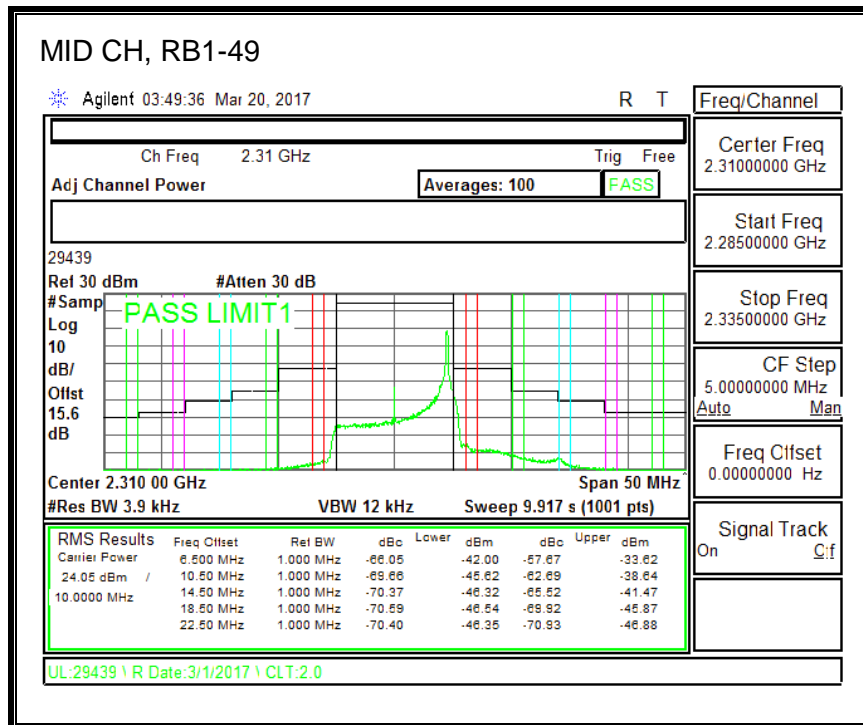 MID CH, RB1-49
Agilent 03:49:36 Mar 20, 2017 R T
Freq/Channel
Ch Freq 2.31 GHz Trig Free
Adj Channel Power Averages: 100 PASS
Center Freq
2.31000000 GHz
Start Freq
2.28500000 GHz
Stop Freq
2.33500000 GHz
CF Step
5.00000000 MHz
Auto Man
Freq Offset
0.00000000 Hz
Signal Track
On Off
29439
Ref 30 dBm #Atten 30 dB
#Samp
Log
10
dB/
Offst
15.6
dB
PASS LIMIT1
Center 2.310 00 GHz Span 50 MHz
#Res BW 3.9 kHz VBW 12 kHz Sweep 9.917 s (1001 pts)
RMS Results Freq Offset Ref BW dBc Lower dBm dBc Upper dBm
Carrier Power 6.500 MHz 1.000 MHz -66.05 -42.00 -57.67 -33.62
24.05 dBm / 10.50 MHz 1.000 MHz -69.66 -45.62 -62.69 -38.64
10.0000 MHz 14.50 MHz 1.000 MHz -70.37 -46.32 -65.52 -41.47
18.50 MHz 1.000 MHz -70.59 -46.54 -69.92 -45.87
22.50 MHz 1.000 MHz -70.40 -46.35 -70.93 -46.88
UL:29439 \ R Date:3/1/2017 \ CLT:2.0